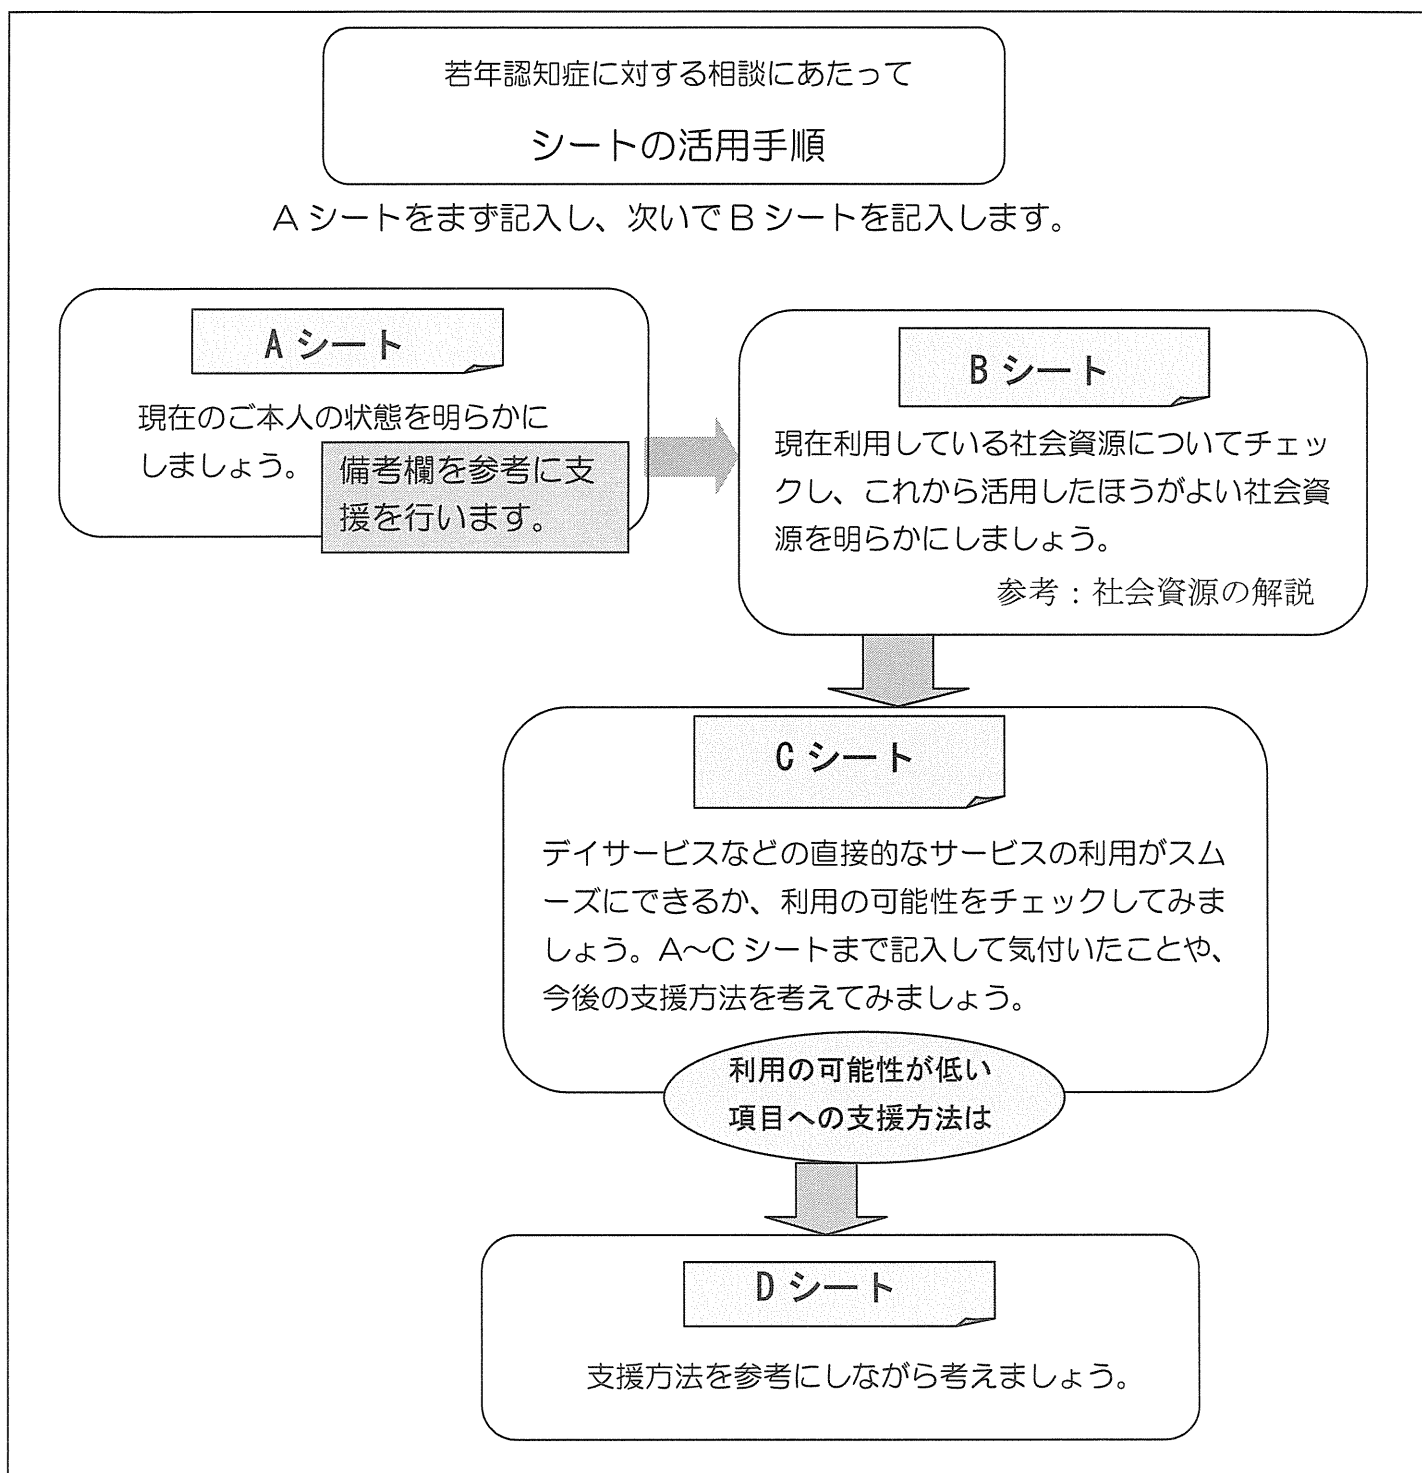 若年認知症に対する相談にあたって
シートの活用手順
A シートをまず記入し、次いで B シートを記入します。
A シート
現在のご本人の状態を明らかに
しましょう。
備考欄を参考に支
援を行います。
B シート
現在利用している社会資源についてチェッ
クし、これから活用したほうがよい社会資
源を明らかにしましょう。
参考：社会資源の解説
C シート
デイサービスなどの直接的なサービスの利用がスム
ーズにできるか、利用の可能性をチェックしてみま
しょう。A～C シートまで記入して気付いたことや、
今後の支援方法を考えてみましょう。
利用の可能性が低い
項目への支援方法は
D シート
支援方法を参考にしながら考えましょう。